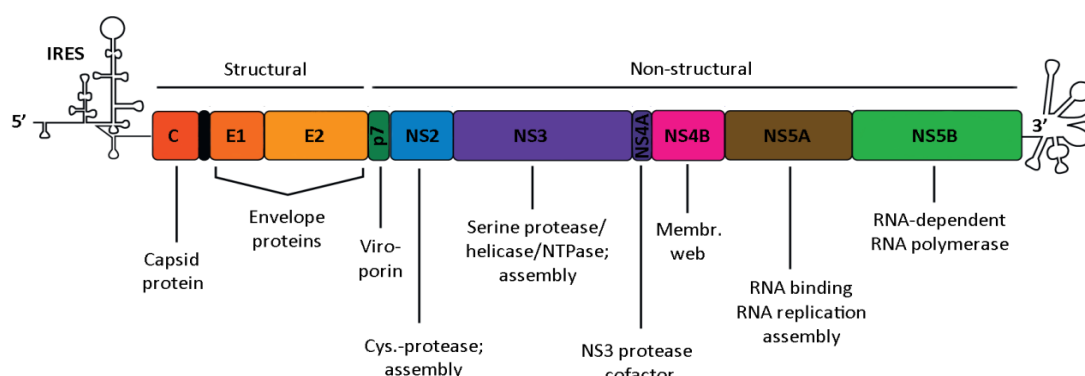 IRES
Structural
Non-structural
5’
C
E1
E2
p7
NS2
NS3
NS4A
NS4B
NS5A
NS5B
3’
Capsid
protein
Envelope
proteins
Viro-
porin
Cys.-protease;
assembly
Serine protease/
helicase/NTPase;
assembly
NS3 protease
cofactor
Membr.
web
RNA binding
RNA replication
assembly
RNA-dependent
RNA polymerase